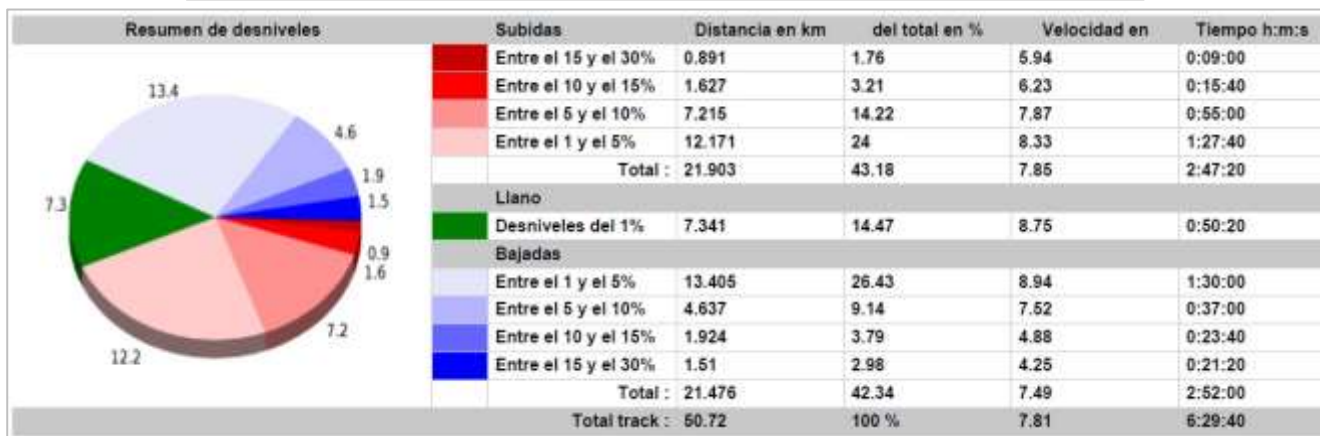 Resumen de desniveles
13.4
4.6
1.9
1.5
7.3
0.9
1.6
7.2
12.2
Subidas Distancia en km del total en % Velocidad en Tiempo h:m:s
Entre el 15 y el 30% 0.891 1.76 5.94 0:09:00
Entre el 10 y el 15% 1.627 3.21 6.23 0:15:40
Entre el 5 y el 10% 7.215 14.22 7.87 0:55:00
Entre el 1 y el 5% 12.171 24 8.33 1:27:40
Total : 21.903 43.18 7.85 2:47:20
Llano
Desniveles del 1% 7.341 14.47 8.75 0:50:20
Bajadas
Entre el 1 y el 5% 13.405 26.43 8.94 1:30:00
Entre el 5 y el 10% 4.637 9.14 7.52 0:37:00
Entre el 10 y el 15% 1.924 3.79 4.88 0:23:40
Entre el 15 y el 30% 1.51 2.98 4.25 0:21:20
Total : 21.476 42.34 7.49 2:52:00
Total track : 50.72 100 % 7.81 6:29:40